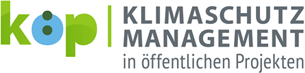 köp
KLIMASCHUTZ
MANAGEMENT
in öffentlichen Projekten